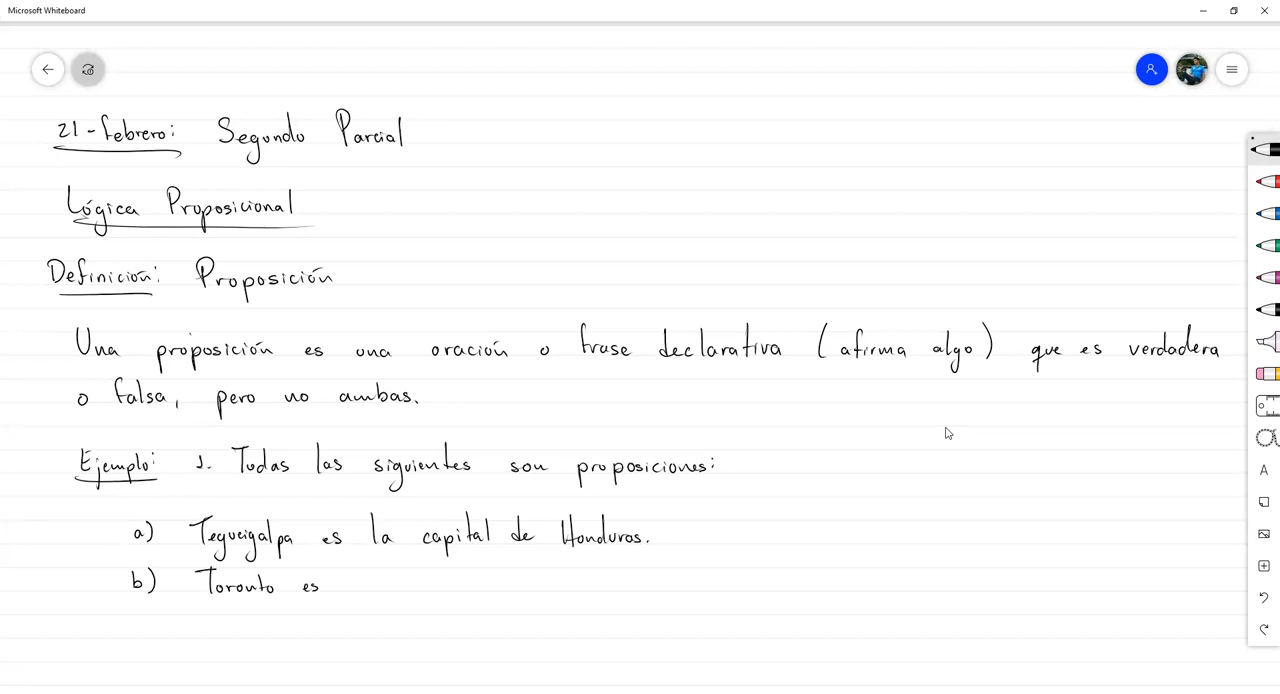 Microsoft Whiteboard
21-febrero: Segundo Parcial
Lógica Proposicional
Definición: Proposición
Una proposición es una oración o frase declarativa (afirma algo) que es verdadera
o falsa, pero no ambas.
Ejemplo: 1. Todas las siguientes son proposiciones:
a) Tegucigalpa es la capital de Honduras.
b) Toronto es
A